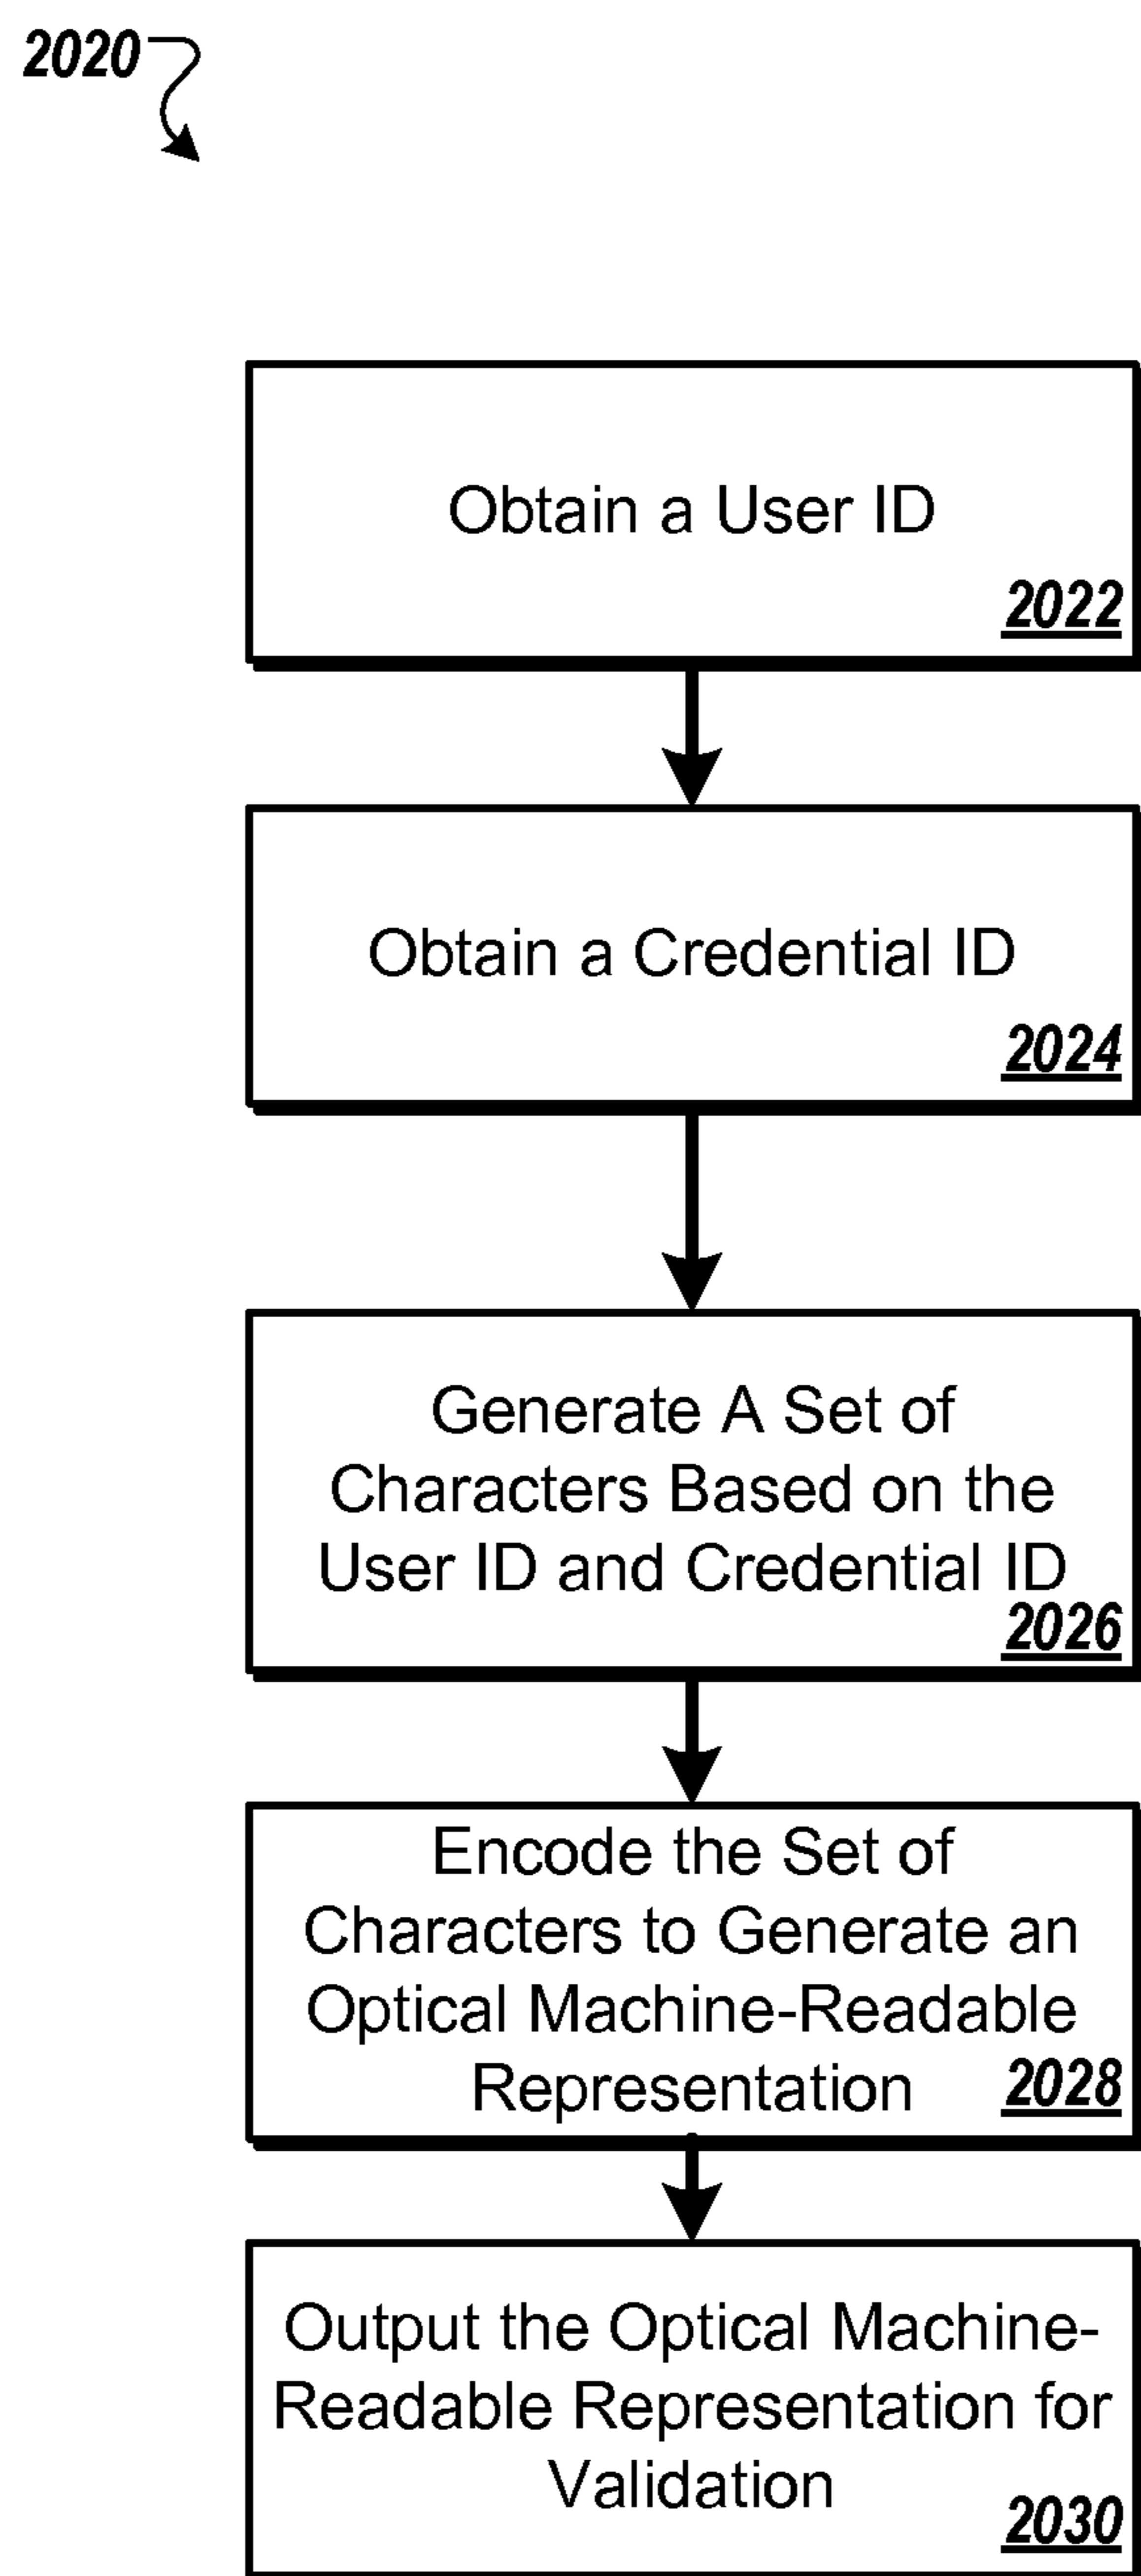 2020
Obtain a User ID
2022
Obtain a Credential ID
2024
Generate A Set of
Characters Based on the
User ID and Credential ID
2026
Encode the Set of
Characters to Generate an
Optical Machine-Readable
Representation 2028
Output the Optical Machine-
Readable Representation for
Validation
2030